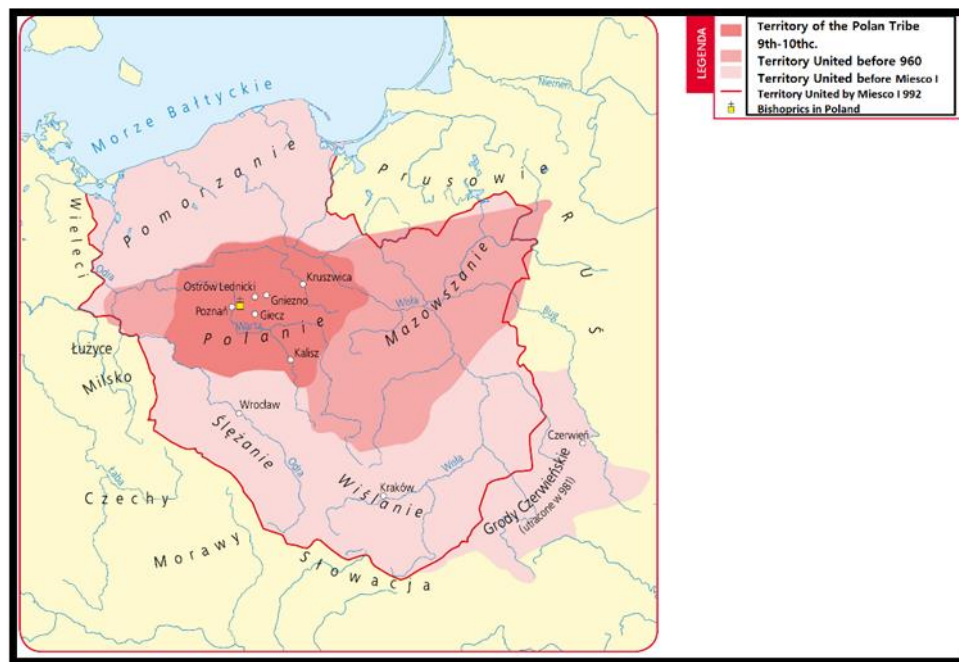 LEGENDA
Territory of the Polan Tribe
9th-10thc.
Territory United before 960
Territory United before Miesco I
Territory United by Miesco I 992
Bishoprics in Poland
Morze Bałtyckie
Niemen
Prusowie
Pomorzanie
Wieleci
RUŚ
Odra
Kruszwica
Ostrów Lednicki
Gniezno
Poznań
Giecz
Warta
Polanie
Wisła
Mazowszanie
Bug
Łużyce
Milsko
Kalisz
Wrocław
Ślężanie
Odra
Czerwień
Łaba
Wisła
Kraków
Wiślanie
Grody Czerwieńskie
(utracone w 981)
Czechy
Morawy
Słowacja